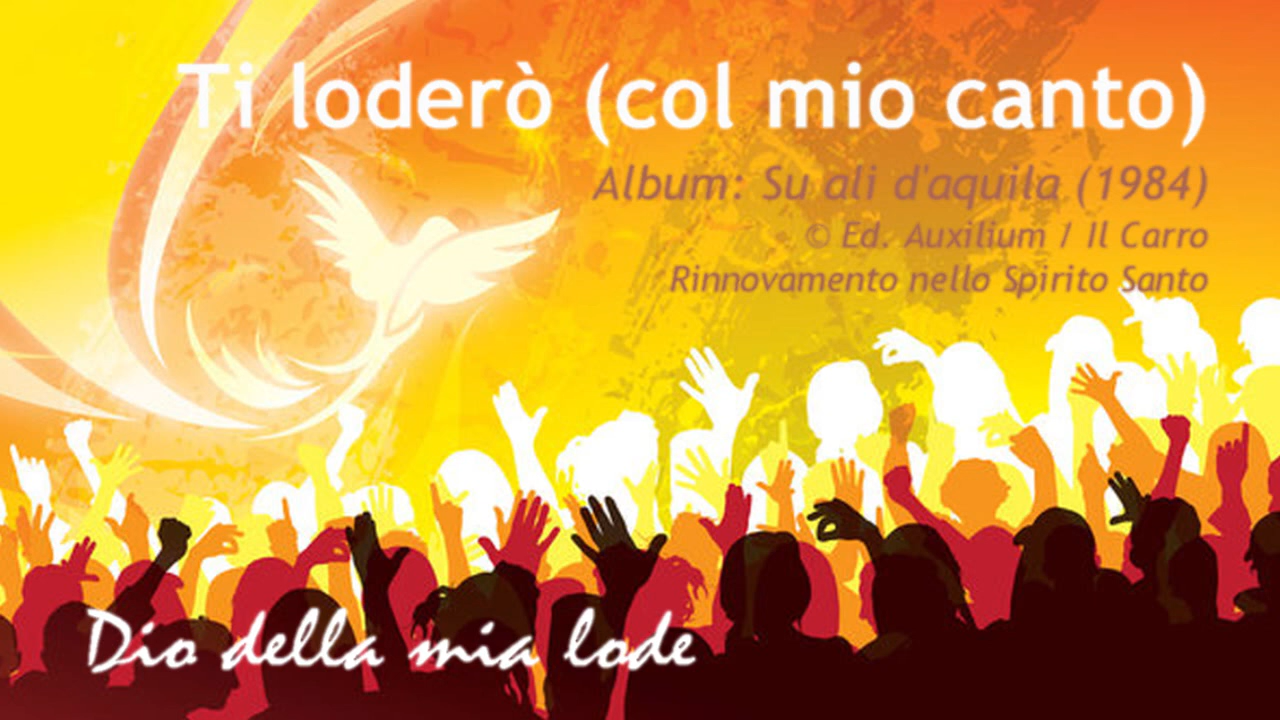 Ti loderò (col mio canto)
Album: Su ali d'aquila (1984)
© Ed. Auxilium / Il Carro
Rinnovamento nello Spirito Santo
Dio della mia lode